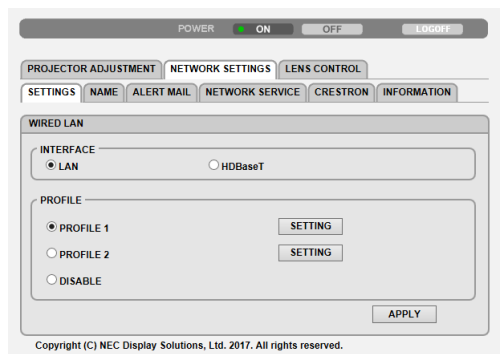 POWER ON OFF LOGOFF
PROJECTOR ADJUSTMENT NETWORK SETTINGS LENS CONTROL
SETTINGS NAME ALERT MAIL NETWORK SERVICE CRESTRON INFORMATION
WIRED LAN
INTERFACE
LAN HDBaseT
PROFILE
PROFILE 1 SETTING
PROFILE 2 SETTING
DISABLE
APPLY
Copyright (C) NEC Display Solutions, Ltd. 2017. All rights reserved.